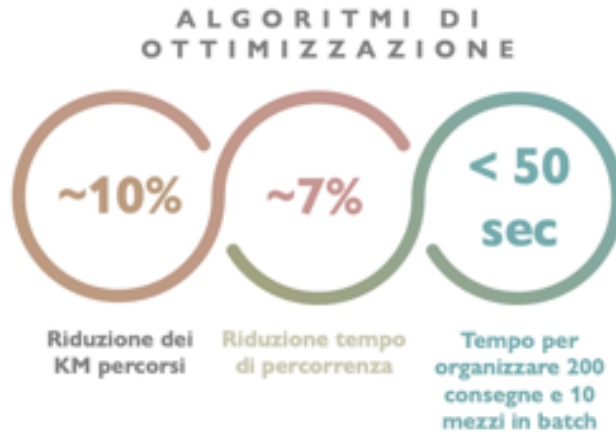 ALGORITMI DI
OTTIMIZZAZIONE
~10%
~7%
< 50
sec
Riduzione dei
KM percorsi
Riduzione tempo
di percorrenza
Tempo per
organizzare 200
consegne e 10
mezzi in batch